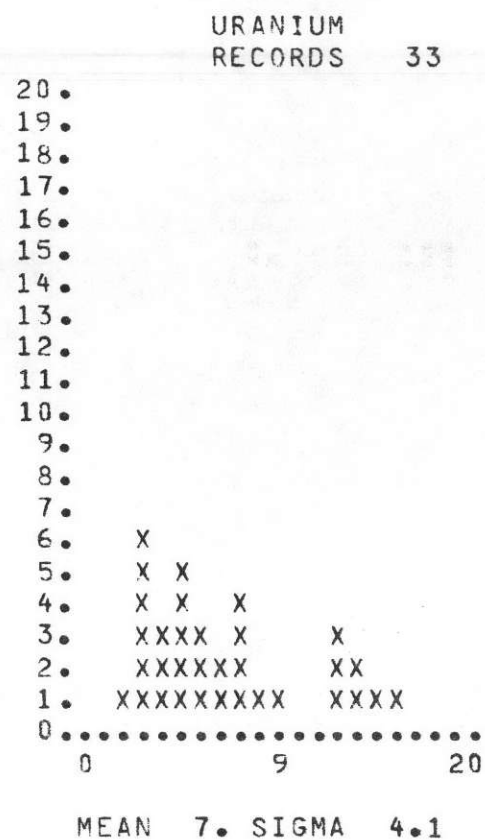 URANIUM
RECORDS   33
20.
19.
18.
17.
16.
15.
14.
13.
12.
11.
10.
9.
8.
7.
6.   X
5.   X X
4.   X X  X
3.   XXXX X    X
2.   XXXXXX    XX
1.  XXXXXXXXX  XXXX
0......................
0         9         20
MEAN  7. SIGMA  4.1